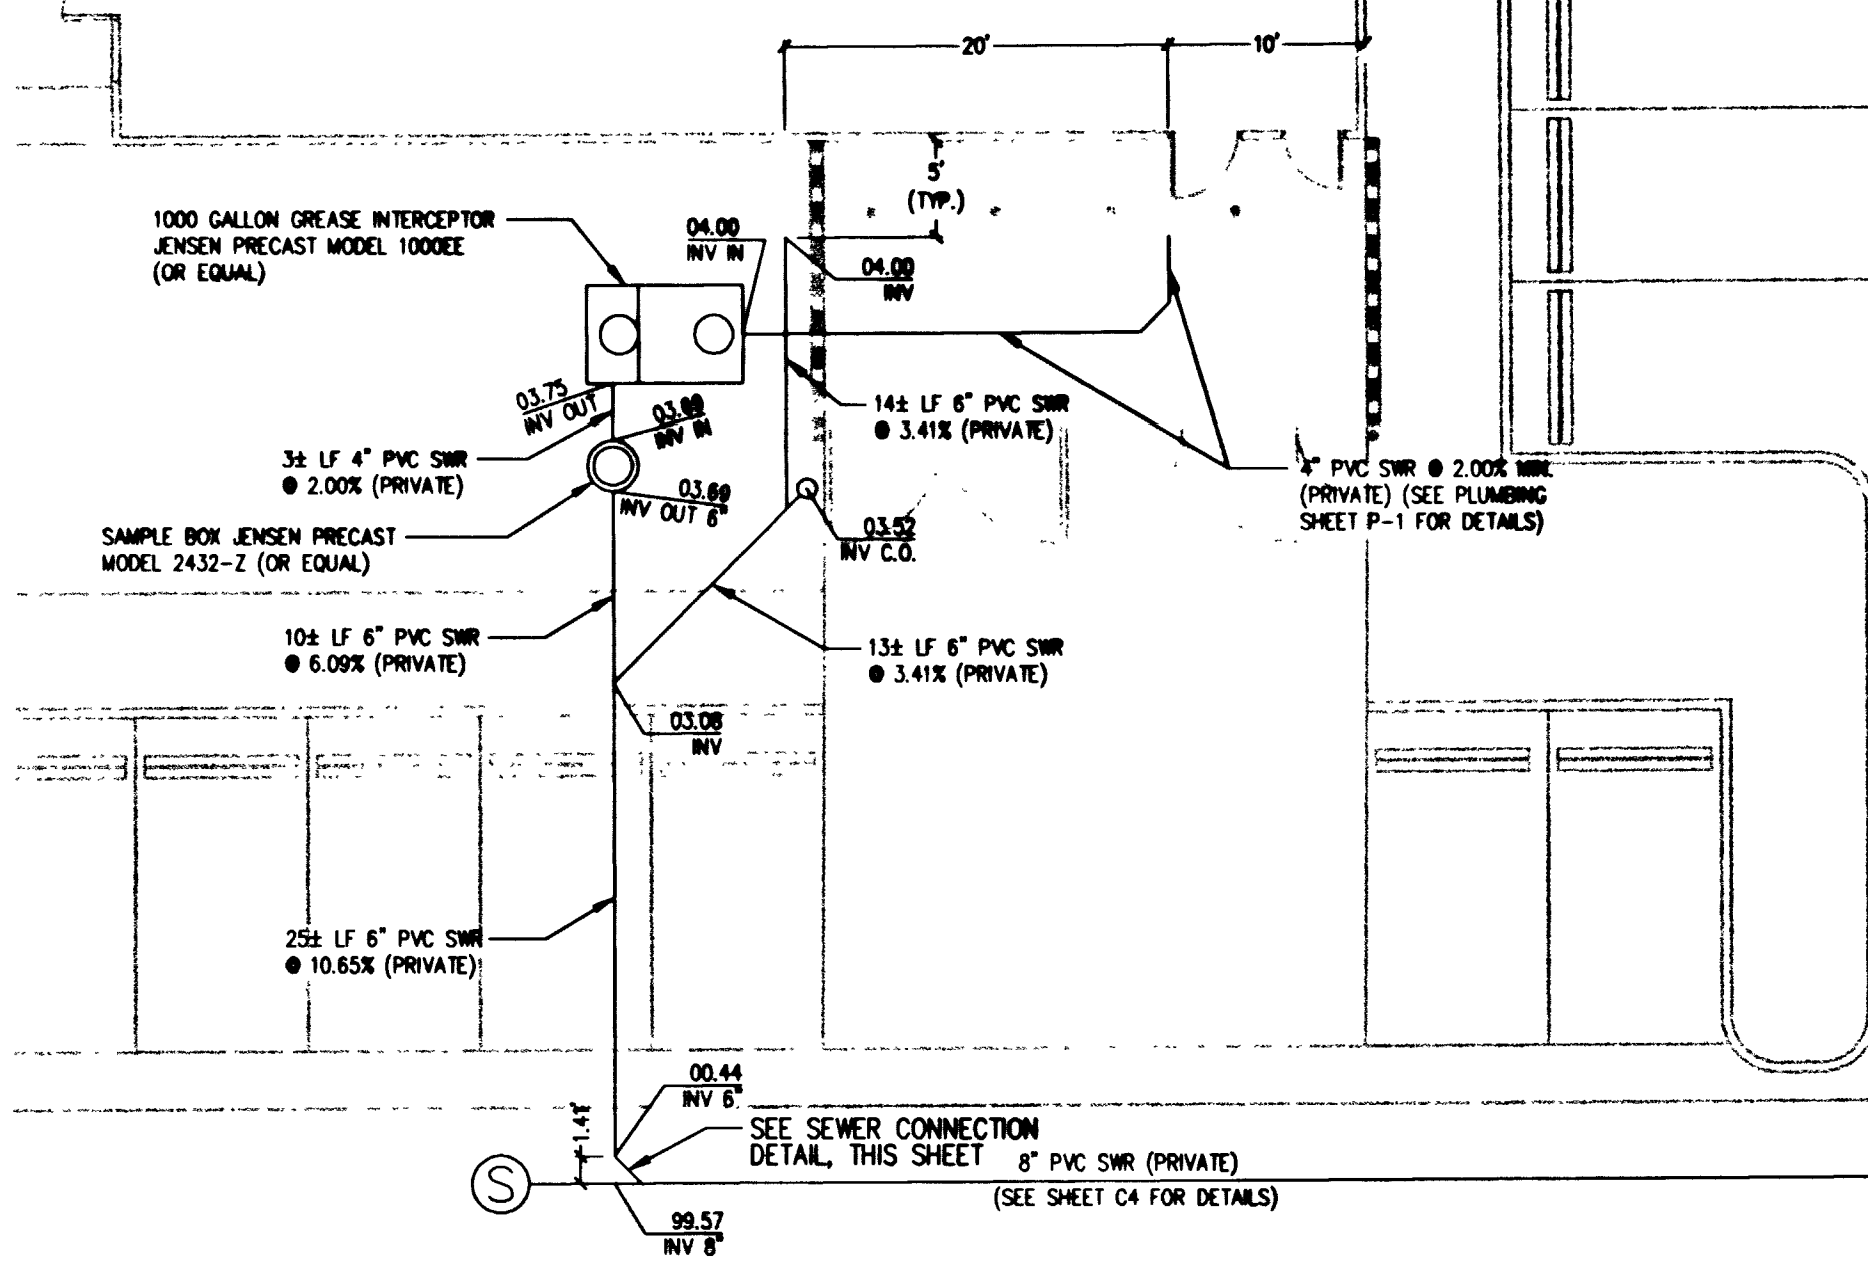 20'
10'
5'
(TYP.)
1000 GALLON GREASE INTERCEPTOR
JENSEN PRECAST MODEL 1000EE
(OR EQUAL)
04.00
INV IN
04.00
INV
03.75
INV OUT
INV IN
14± LF 6" PVC SWR
@ 3.41% (PRIVATE)
3± LF 4" PVC SWR
@ 2.00% (PRIVATE)
03.69
INV OUT 6"
4" PVC SWR @ 2.00% MIN.
(PRIVATE) (SEE PLUMBING
SHEET P-1 FOR DETAILS)
SAMPLE BOX JENSEN PRECAST
MODEL 2432-Z (OR EQUAL)
03.52
INV C.O.
10± LF 6" PVC SWR
@ 6.09% (PRIVATE)
13± LF 6" PVC SWR
@ 3.41% (PRIVATE)
03.08
INV
25± LF 6" PVC SWR
@ 10.65% (PRIVATE)
00.44
INV 6"
1.41'
SEE SEWER CONNECTION
DETAIL, THIS SHEET
8" PVC SWR (PRIVATE)
(SEE SHEET C4 FOR DETAILS)
S
99.57
INV 8"